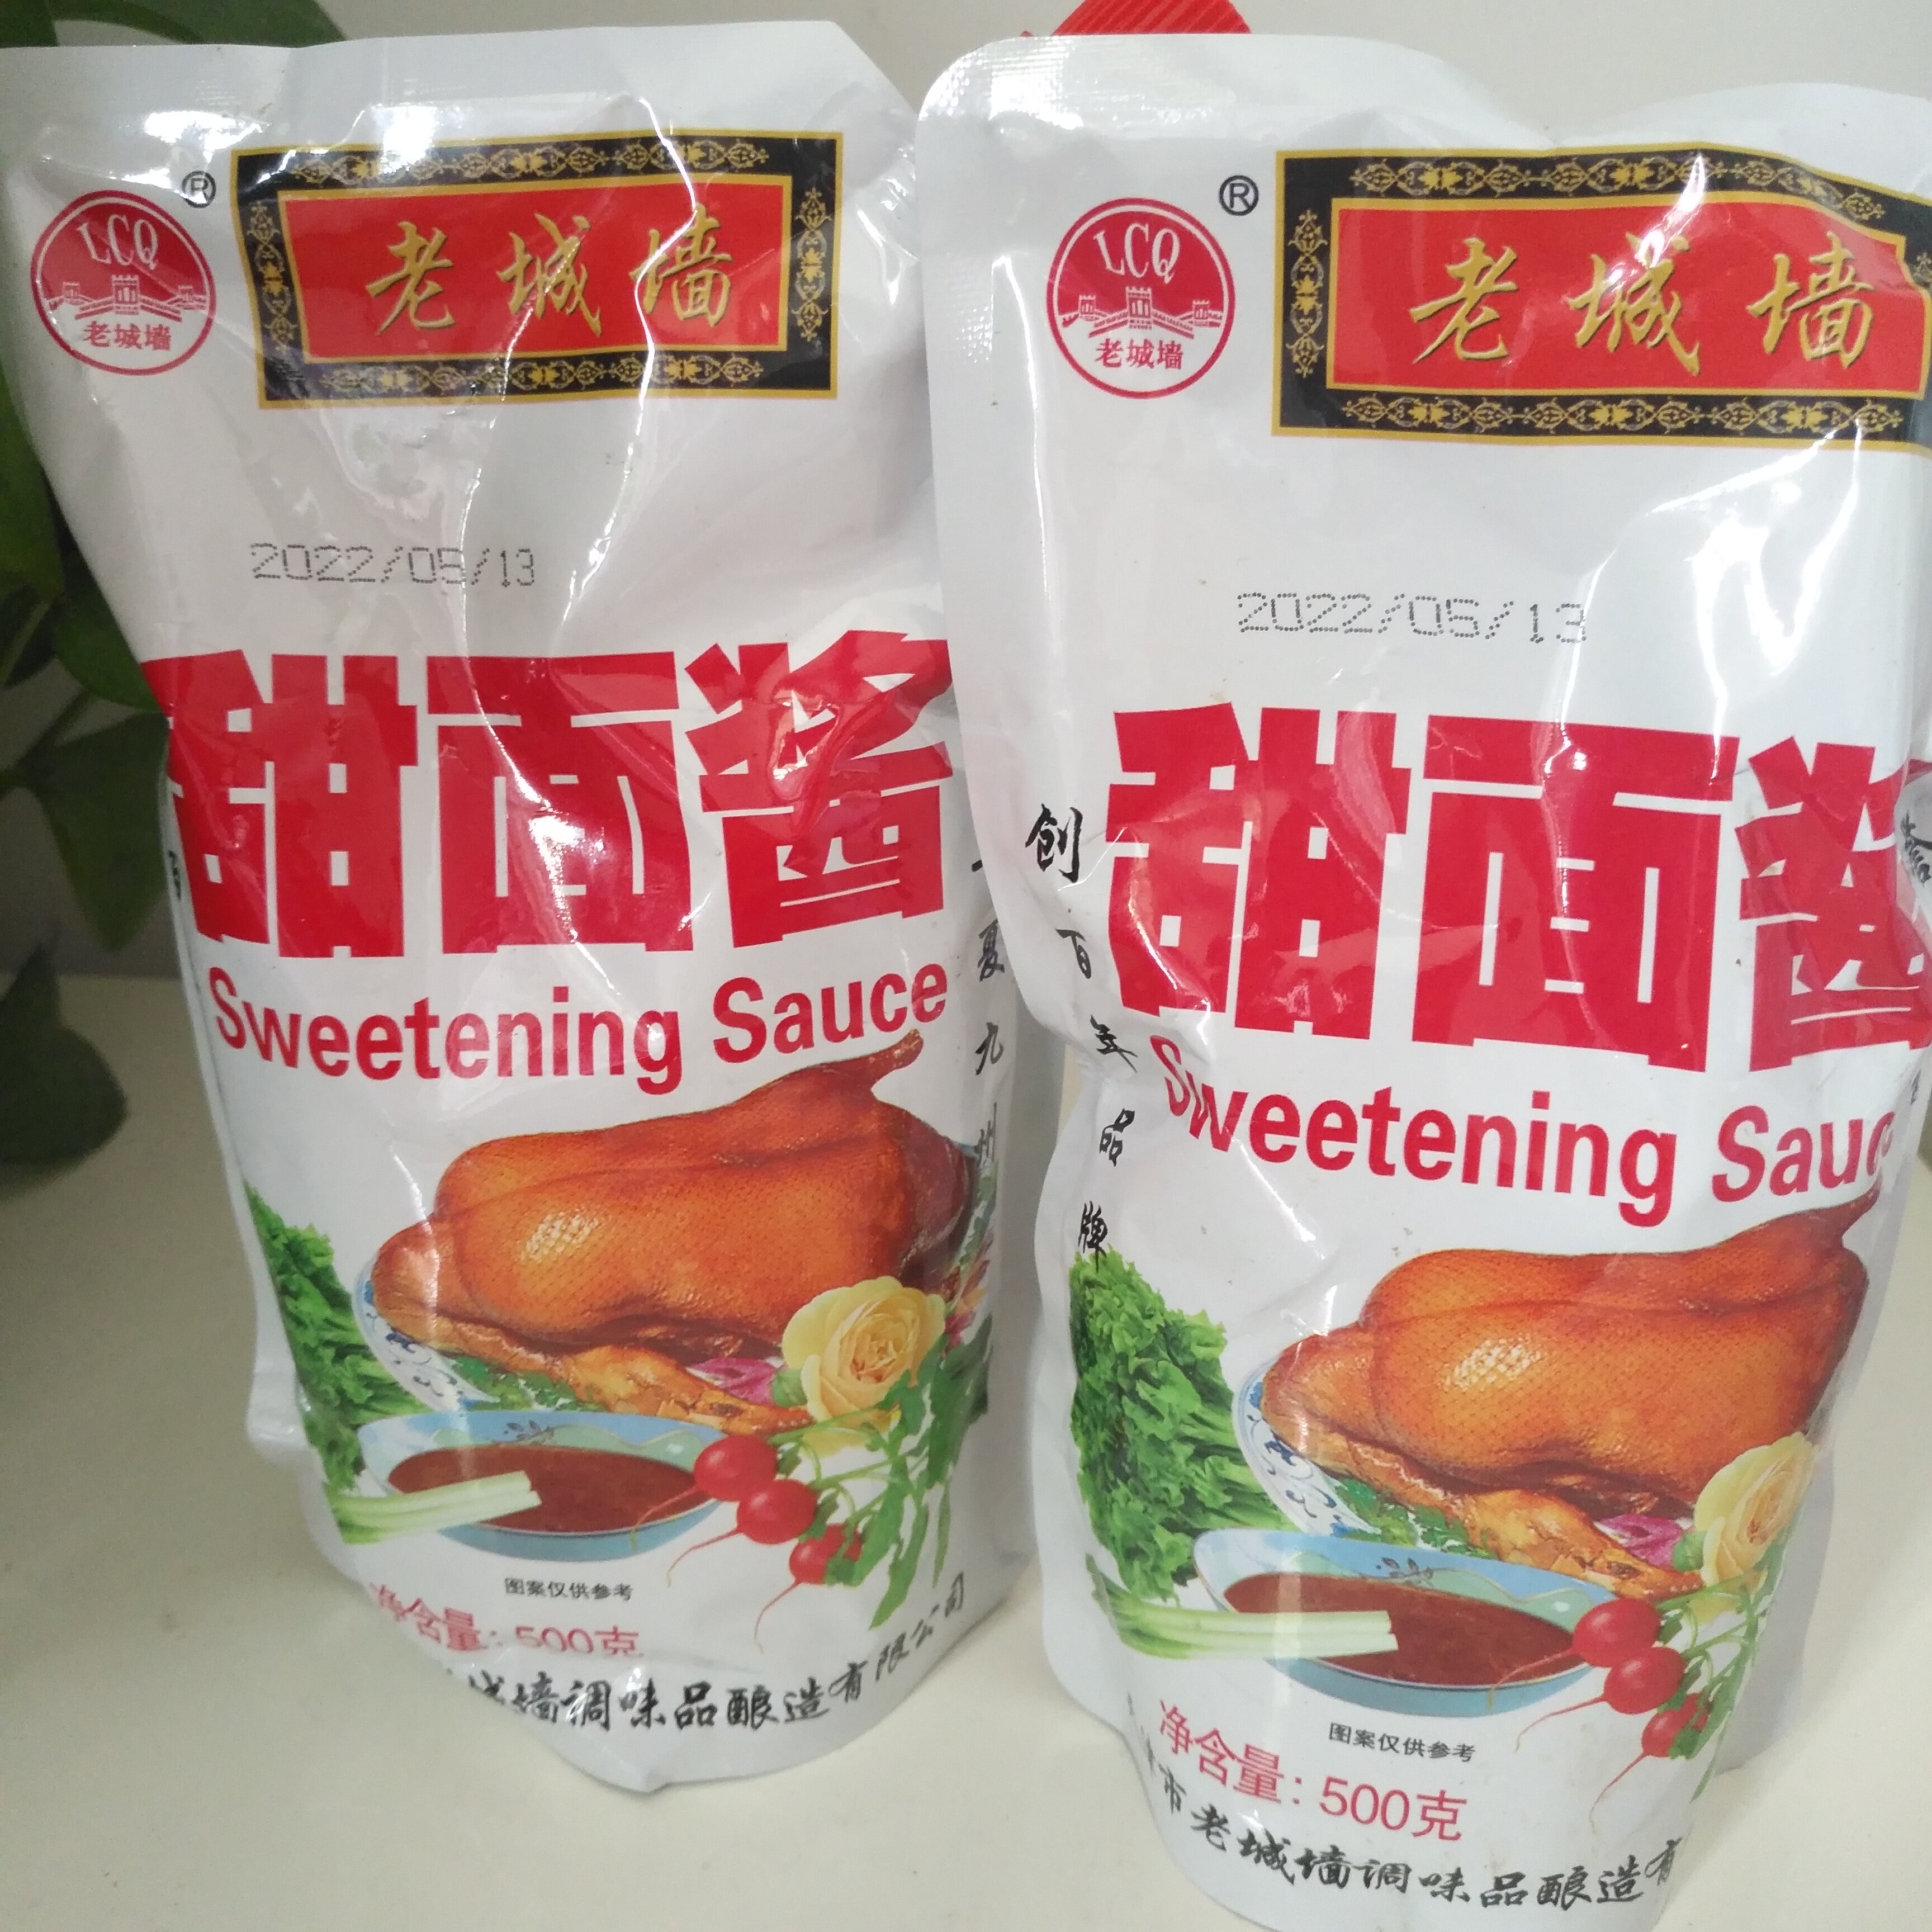 LCQ
老城墙
®
老城墙
2022/05/13
甜面酱
Sweetening Sauce
夏九州
图案仅供参考
净含量：500克
城墙调味品酿造有限公司
LCQ
老城墙
®
老城墙
2022/05/13
甜面酱
创百年品牌
Sweetening Sauc
图案仅供参考
净含量：500克
市老城墙调味品酿造有